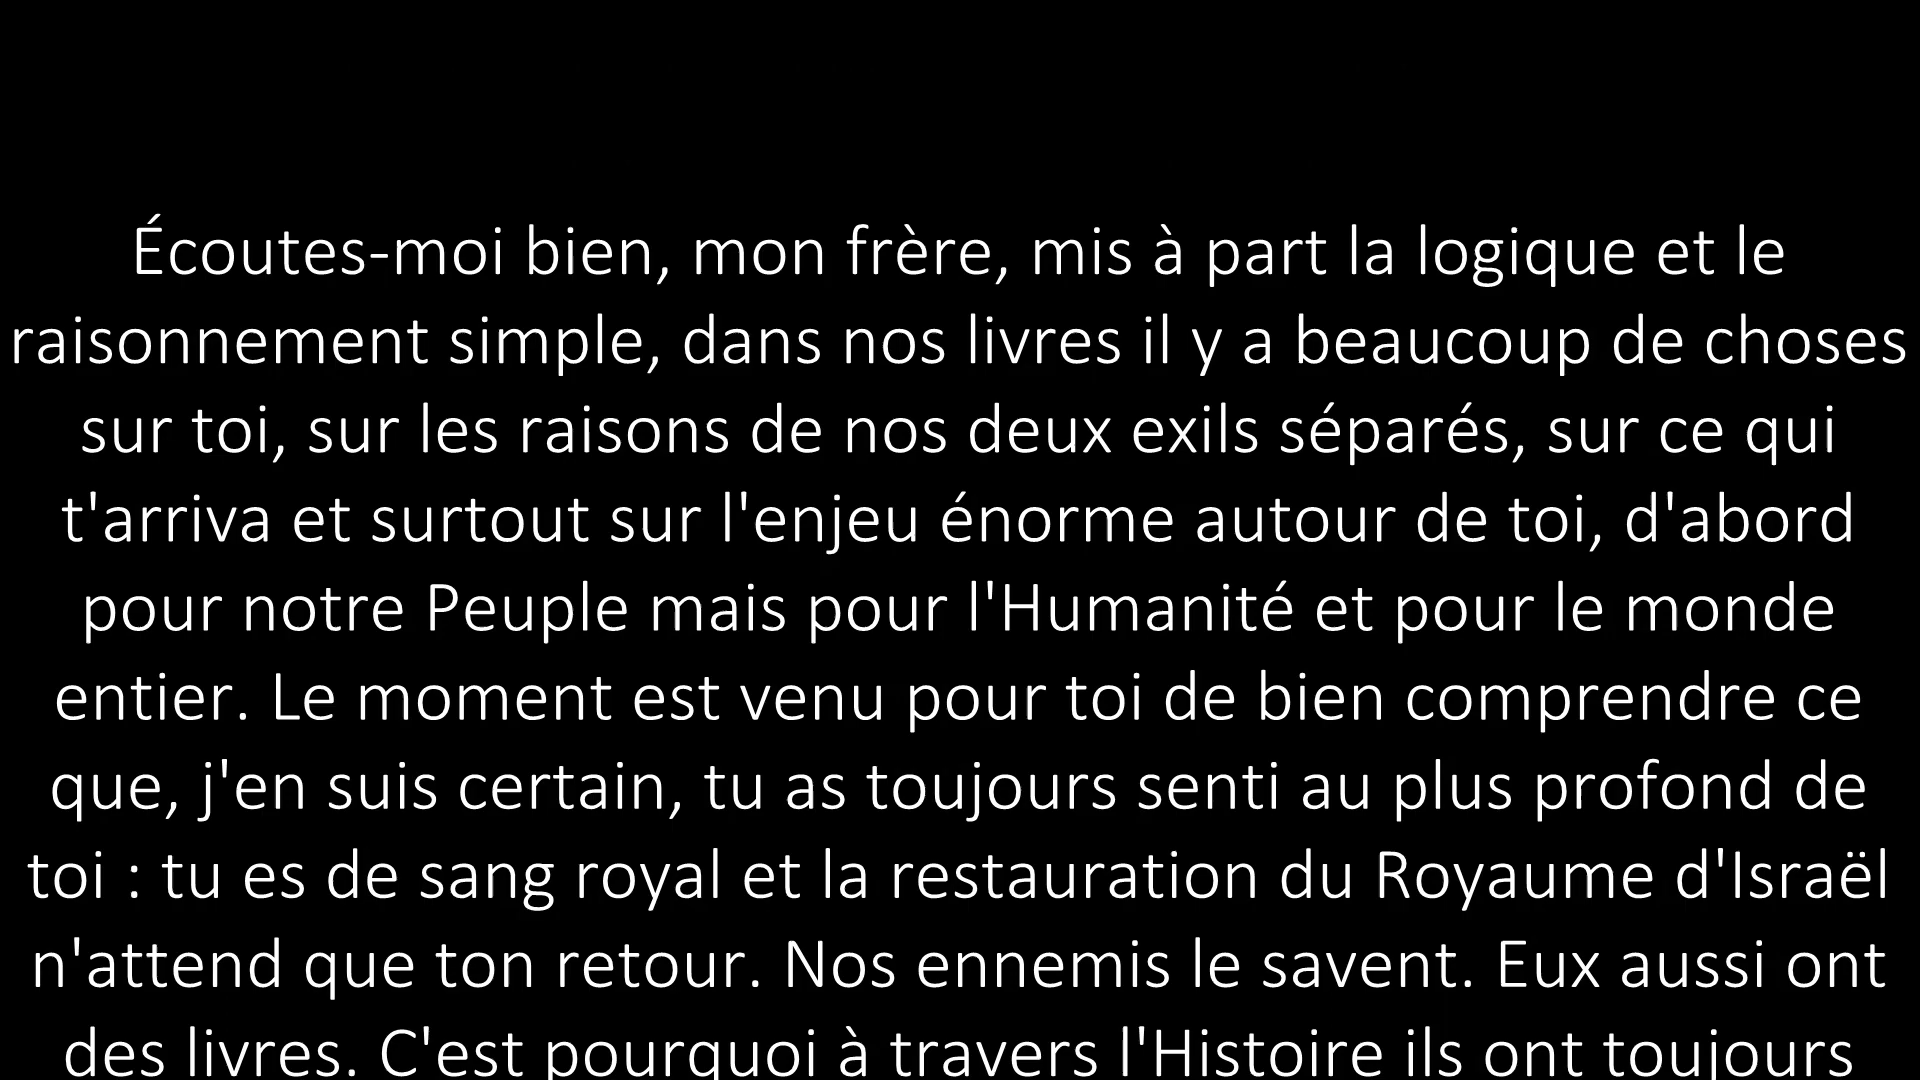 Écoutes-moi bien, mon frère, mis à part la logique et le
raisonnement simple, dans nos livres il y a beaucoup de choses
sur toi, sur les raisons de nos deux exils séparés, sur ce qui
t'arriva et surtout sur l'enjeu énorme autour de toi, d'abord
pour notre Peuple mais pour l'Humanité et pour le monde
entier. Le moment est venu pour toi de bien comprendre ce
que, j'en suis certain, tu as toujours senti au plus profond de
toi : tu es de sang royal et la restauration du Royaume d'Israël
n'attend que ton retour. Nos ennemis le savent. Eux aussi ont
des livres. C'est pourquoi à travers l'Histoire ils ont toujours